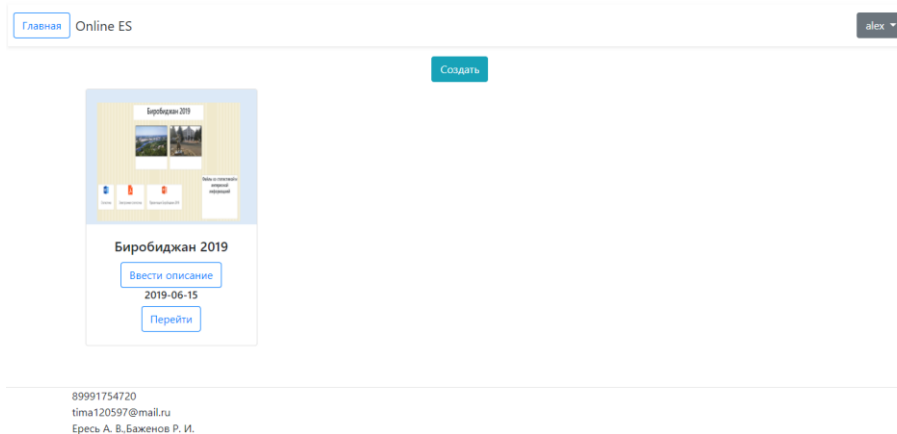 Главная Online ES alex
Создать
Биробиджан 2019
Биробиджан 2019
Ввести описание
2019-06-15
Перейти
89991754720
tima120597@mail.ru
Ересь А. В.,Баженов Р. И.